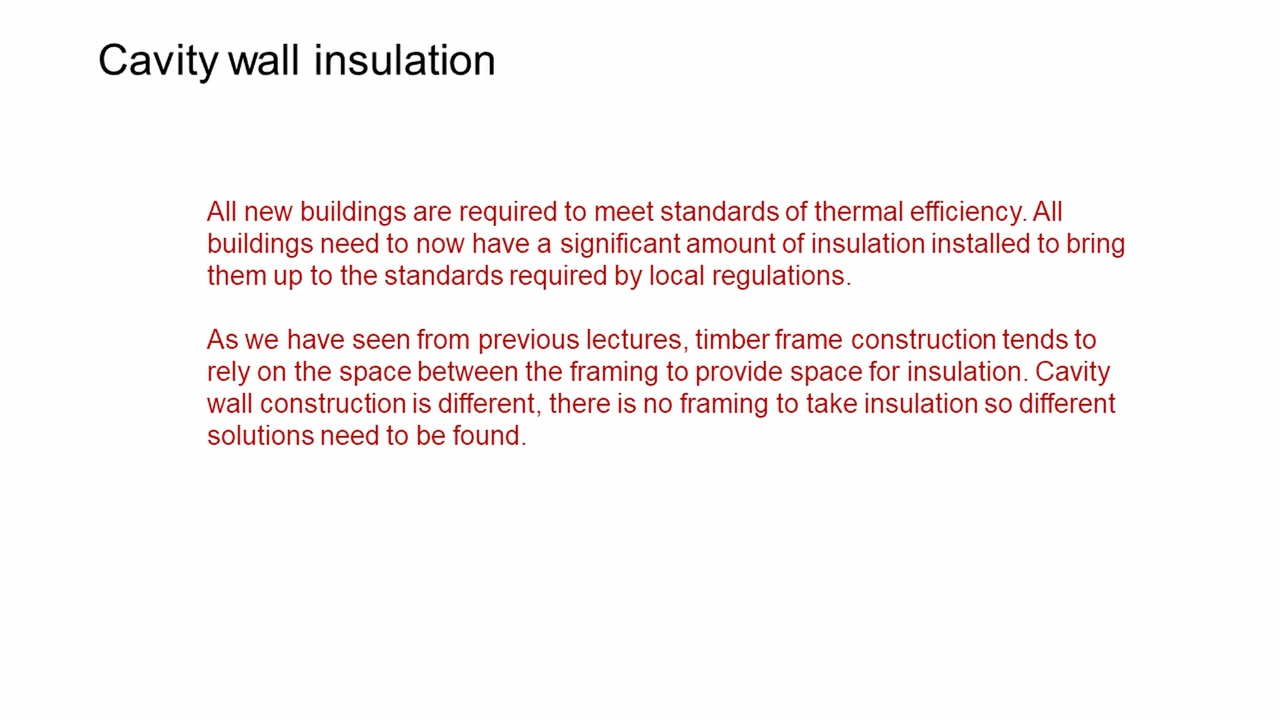 Cavity wall insulation
All new buildings are required to meet standards of thermal efficiency. All
buildings need to now have a significant amount of insulation installed to bring
them up to the standards required by local regulations.
As we have seen from previous lectures, timber frame construction tends to
rely on the space between the framing to provide space for insulation. Cavity
wall construction is different, there is no framing to take insulation so different
solutions need to be found.